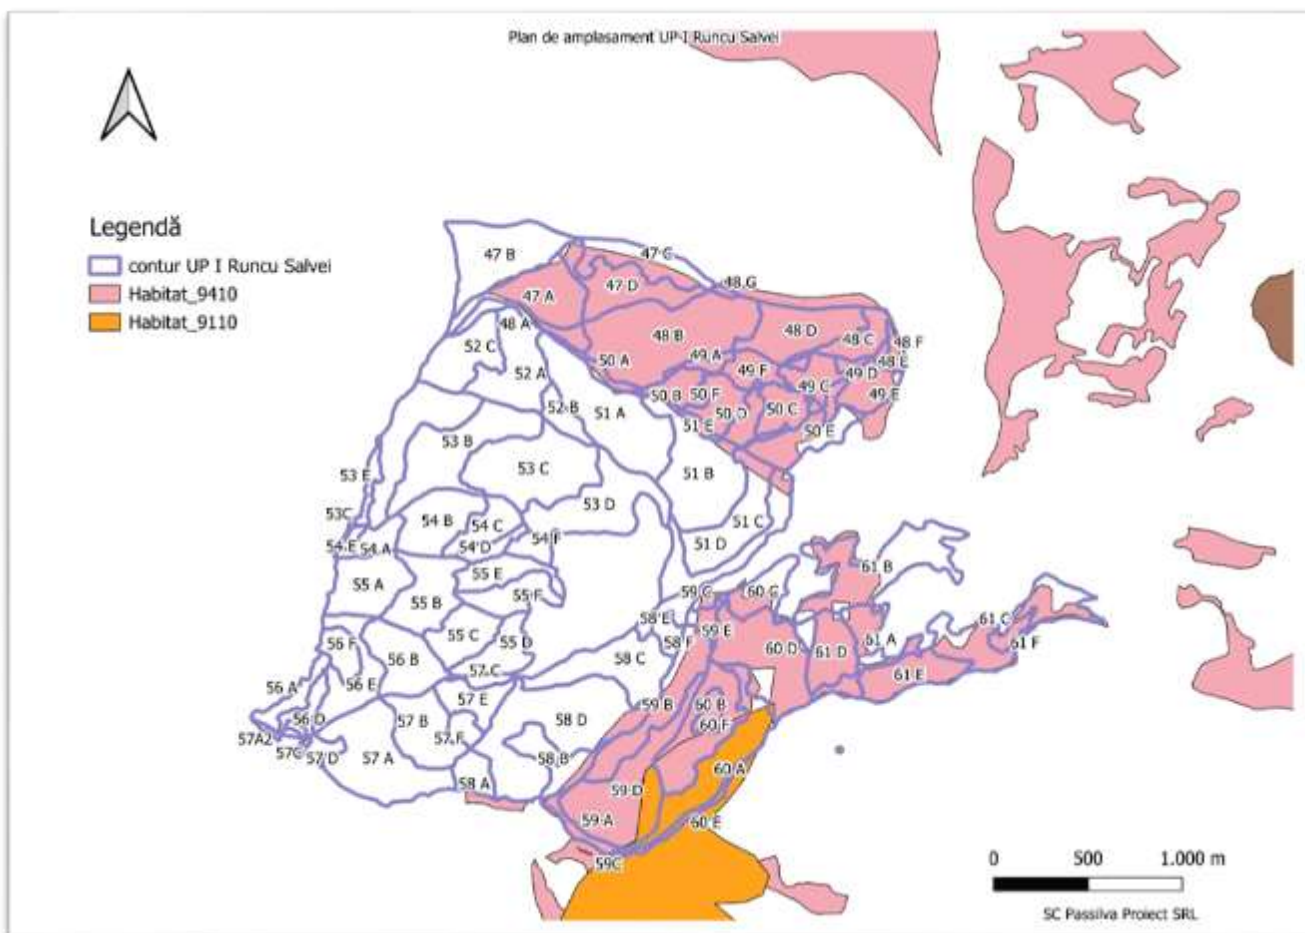 Plan de amplasament UP I Runcu Salvei
Legendă
contur UP I Runcu Salvei
Habitat_9410
Habitat_9110
47 B
47 C
47 D
48 G
47 A
48 A
48 B
48 D
48 C
48 F
52 C
50 A
49 A
49 F
48 E
49 D
52 A
49 C
49 E
50 B
50 F
52 B
51 A
50 D
50 C
51 E
50 E
53 B
53 E
53 C
51 B
53 D
53C
54 B
54 C
51 C
54 E
54 A
54 D
54 F
51 D
55 A
55 E
61 B
55 B
55 F
59 C
60 C
58 E
61 C
56 F
55 C
55 D
58 F
59 E
61 A
61 F
56 B
57 C
58 C
60 D
61 D
56 A
56 E
61 E
57 E
59 B
60 B
56 D
57 B
58 D
60 F
57A2
57C
57 D
57 A
57 F
58 B
60 A
58 A
59 D
59 A
60 E
59C
0 500 1.000 m
SC Passilva Proiect SRL